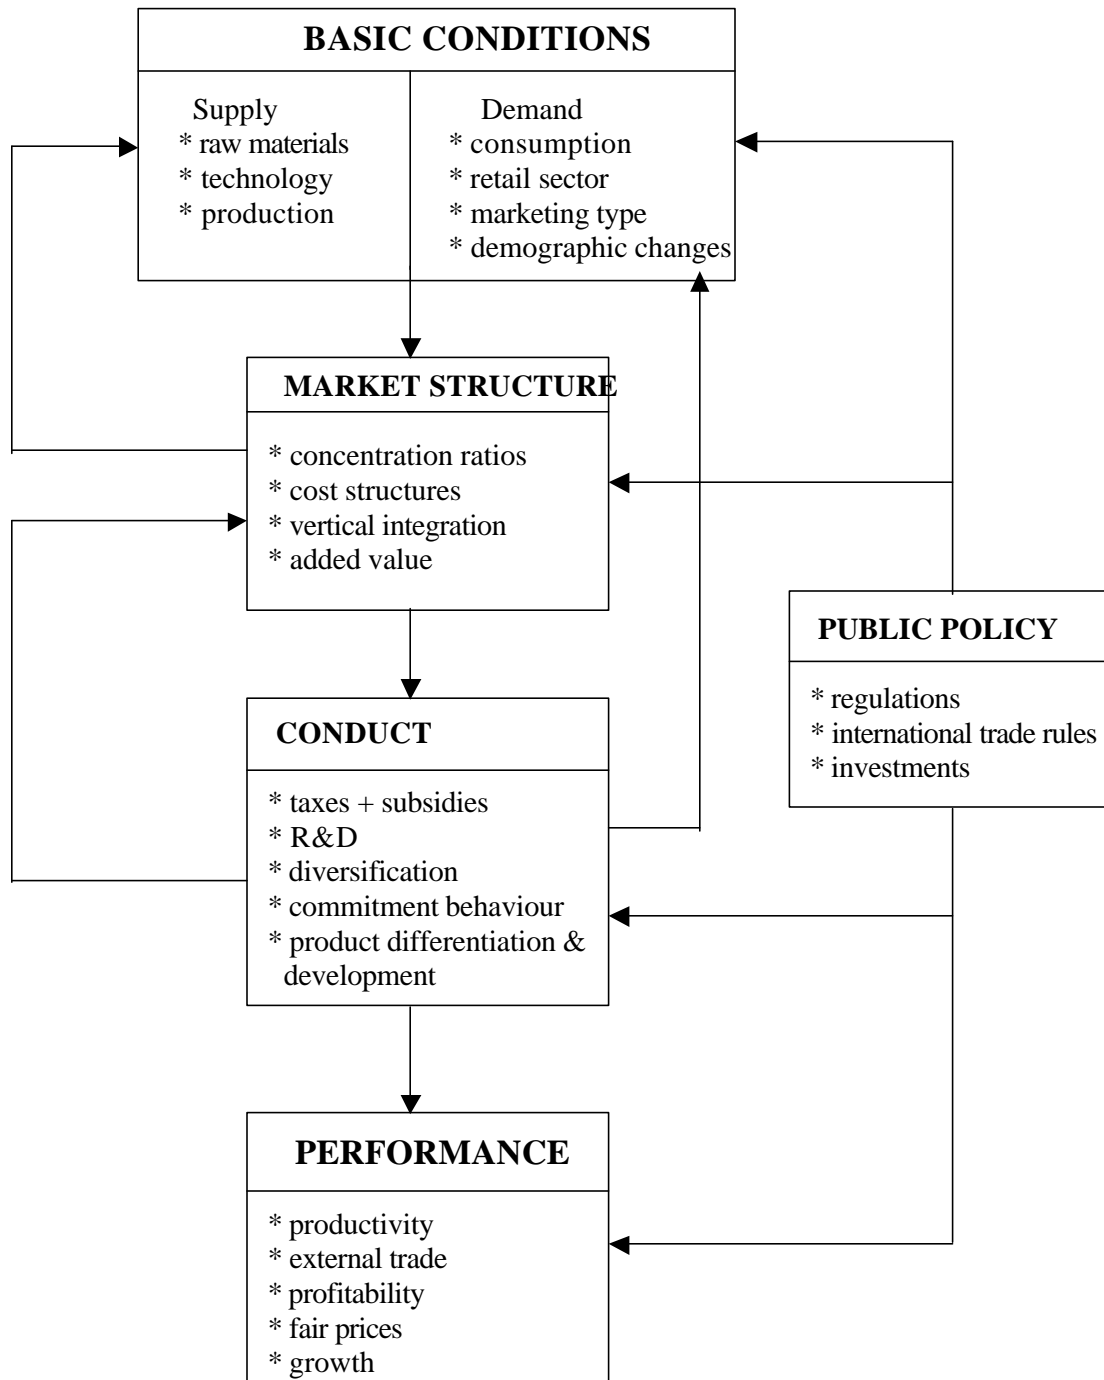 BASIC CONDITIONS
Supply
* raw materials
* technology
* production
Demand
* consumption
* retail sector
* marketing type
* demographic changes
MARKET STRUCTURE
* concentration ratios
* cost structures
* vertical integration
* added value
PUBLIC POLICY
* regulations
* international trade rules
* investments
CONDUCT
* taxes + subsidies
* R&D
* diversification
* commitment behaviour
* product differentiation &
development
PERFORMANCE
* productivity
* external trade
* profitability
* fair prices
* growth